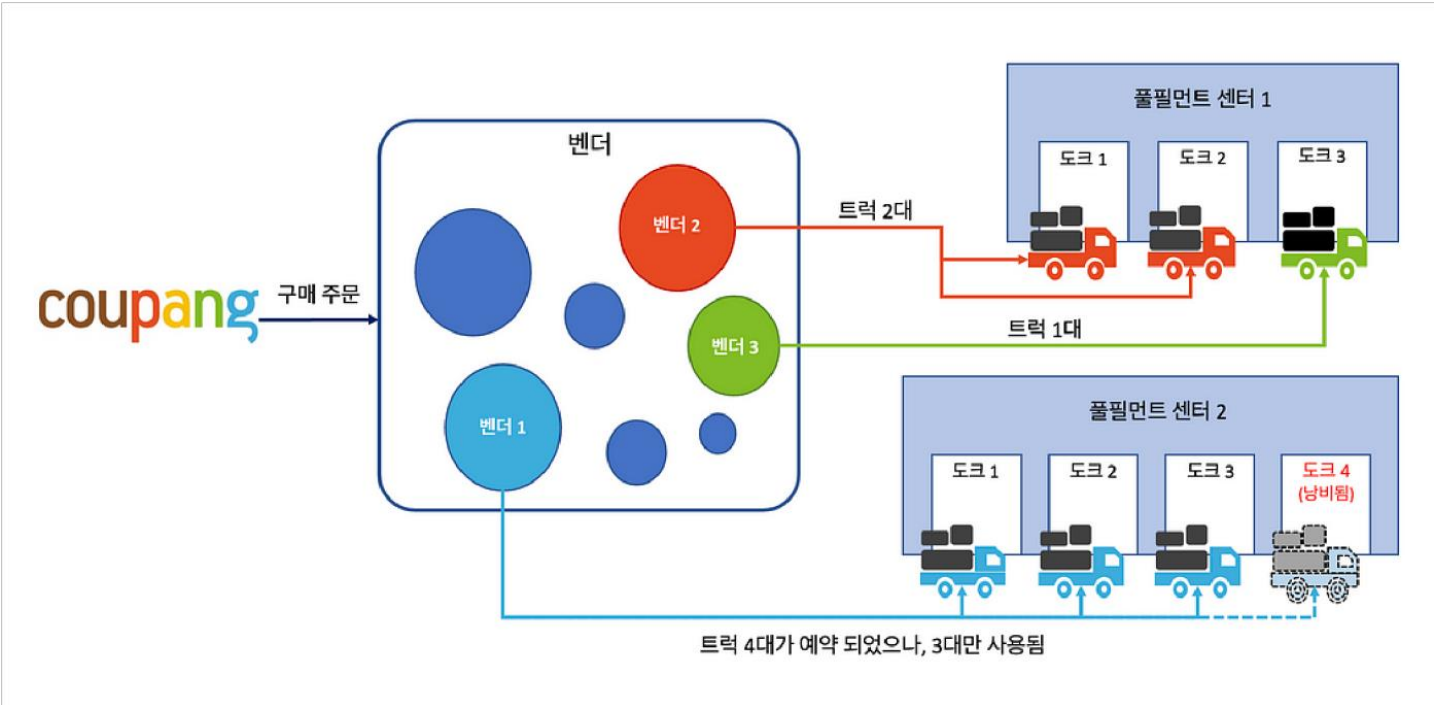 coupang
구매 주문
벤더
벤더 2
벤더 3
벤더 1
트럭 2대
트럭 1대
풀필먼트 센터 1
도크 1
도크 2
도크 3
풀필먼트 센터 2
도크 1
도크 2
도크 3
도크 4
(낭비됨)
트럭 4대가 예약 되었으나, 3대만 사용됨